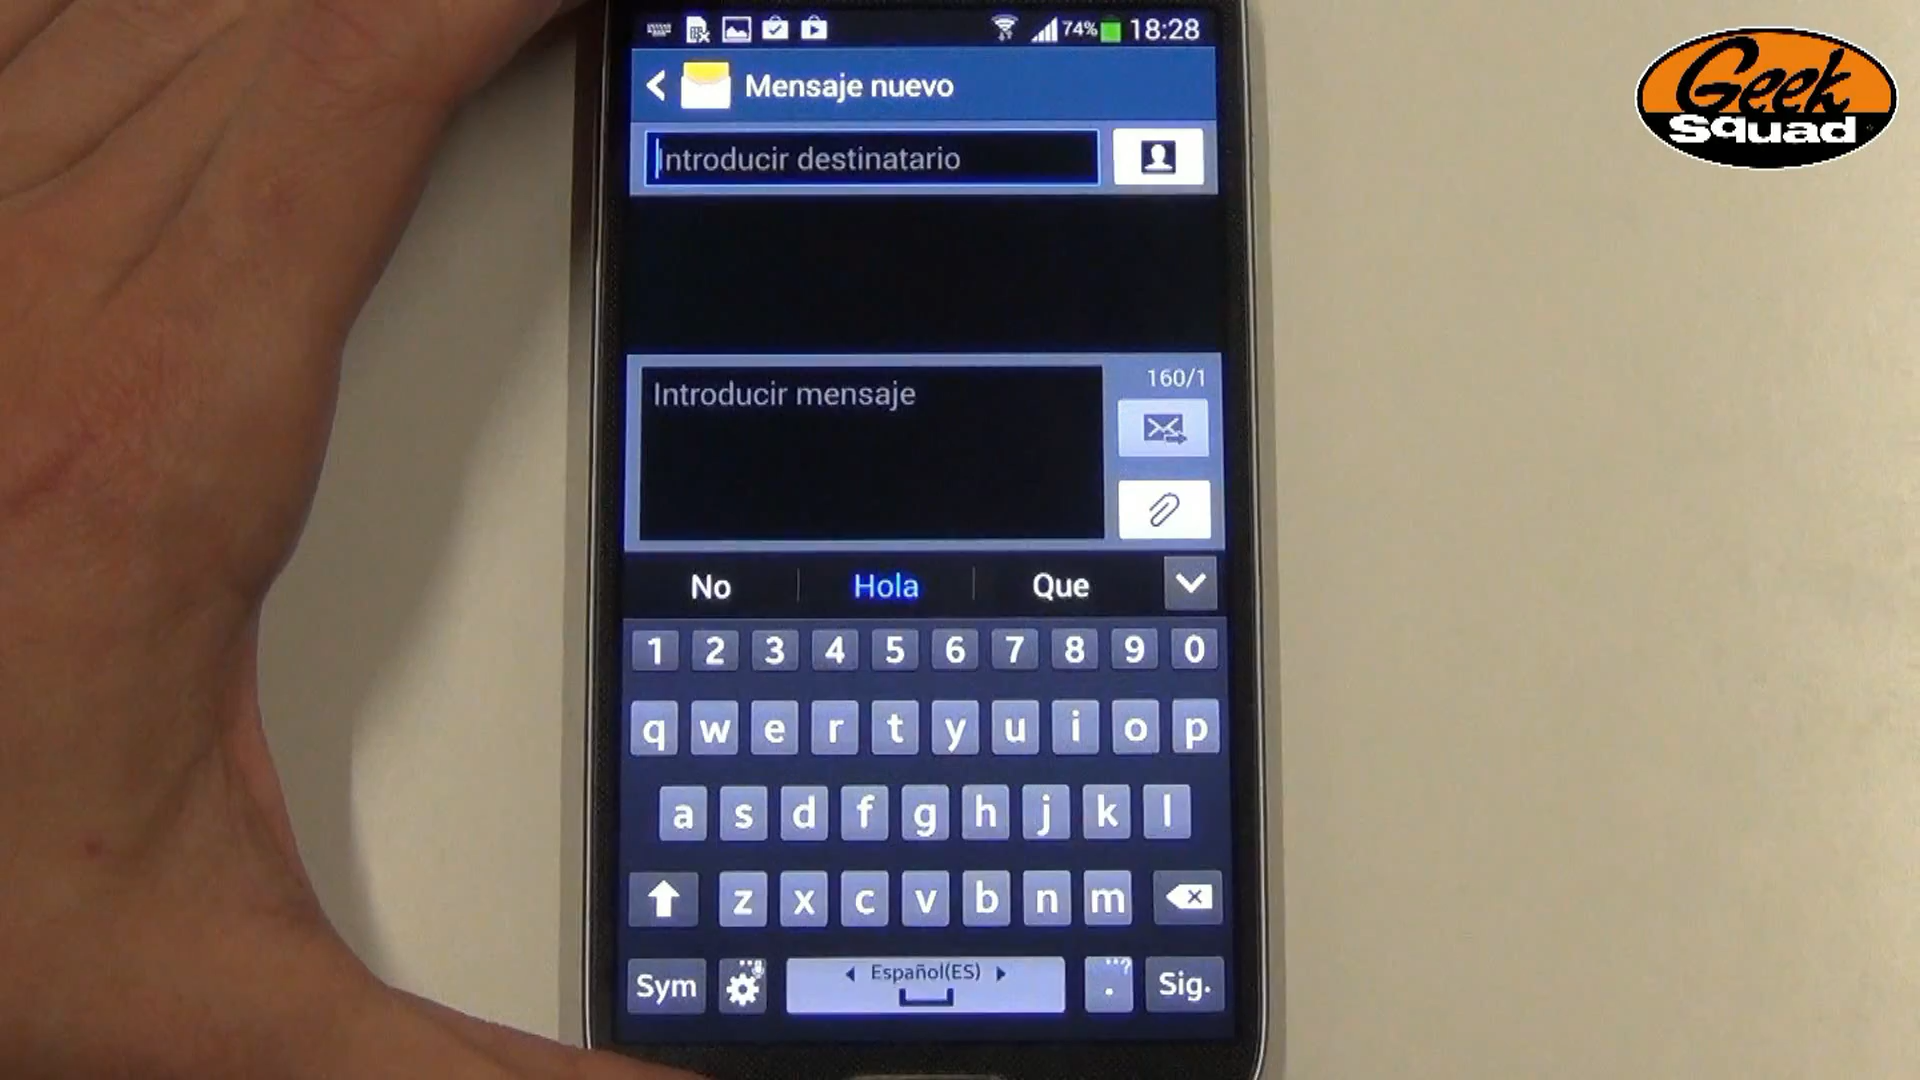 74% 18:28
Geek
Squad
Mensaje nuevo
Introducir destinatario
160/1
Introducir mensaje
No Hola Que
1 2 3 4 5 6 7 8 9 0
q w e r t y u i o p
a s d f g h j k l
z x c v b n m
Sym Español(ES) . Sig.